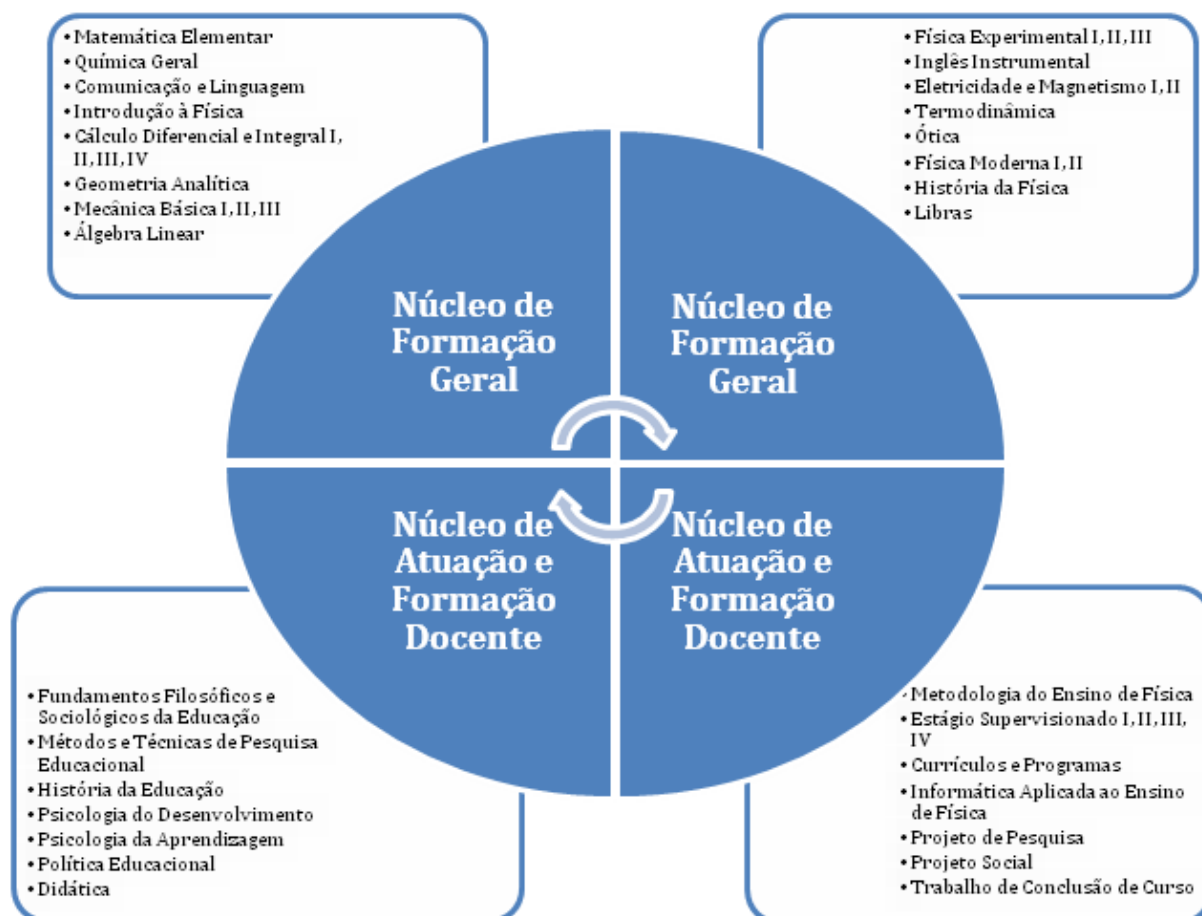 • Matemática Elementar
• Química Geral
• Comunicação e Linguagem
• Introdução à Física
• Cálculo Diferencial e Integral I,
II, III, IV
• Geometria Analítica
• Mecânica Básica I, II, III
• Álgebra Linear
• Física Experimental I, II, III
• Inglês Instrumental
• Eletricidade e Magnetismo I, II
• Termodinâmica
• Ótica
• Física Moderna I, II
• História da Física
• Libras
Núcleo de
Formação
Geral
Núcleo de
Formação
Geral
Núcleo de
Atuação e
Formação
Docente
Núcleo de
Atuação e
Formação
Docente
• Fundamentos Filosóficos e
Sociológicos da Educação
• Métodos e Técnicas de Pesquisa
Educacional
• História da Educação
• Psicologia do Desenvolvimento
• Psicologia da Aprendizagem
• Política Educacional
• Didática
• Metodologia do Ensino de Física
• Estágio Supervisionado I, II, III,
IV
• Currículos e Programas
• Informática Aplicada ao Ensino
de Física
• Projeto de Pesquisa
• Projeto Social
• Trabalho de Conclusão de Curso